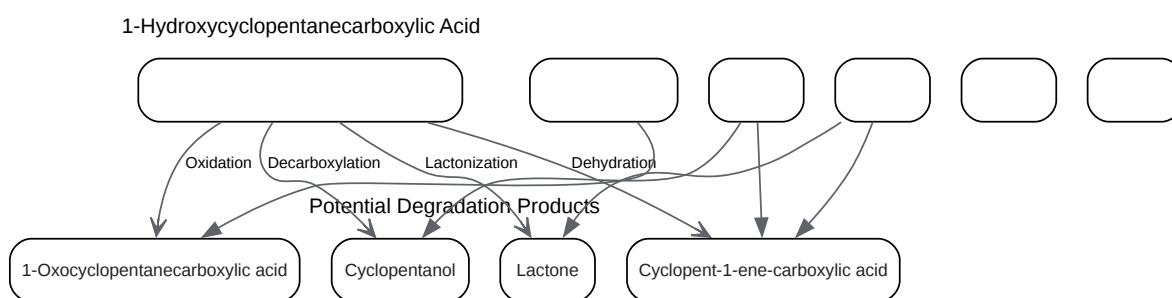 1-Hydroxycyclopentanecarboxylic Acid
Oxidation
Decarboxylation
Lactonization
Dehydration
Potential Degradation Products
1-Oxocyclopentanecarboxylic acid
Cyclopentanol
Lactone
Cyclopent-1-ene-carboxylic acid